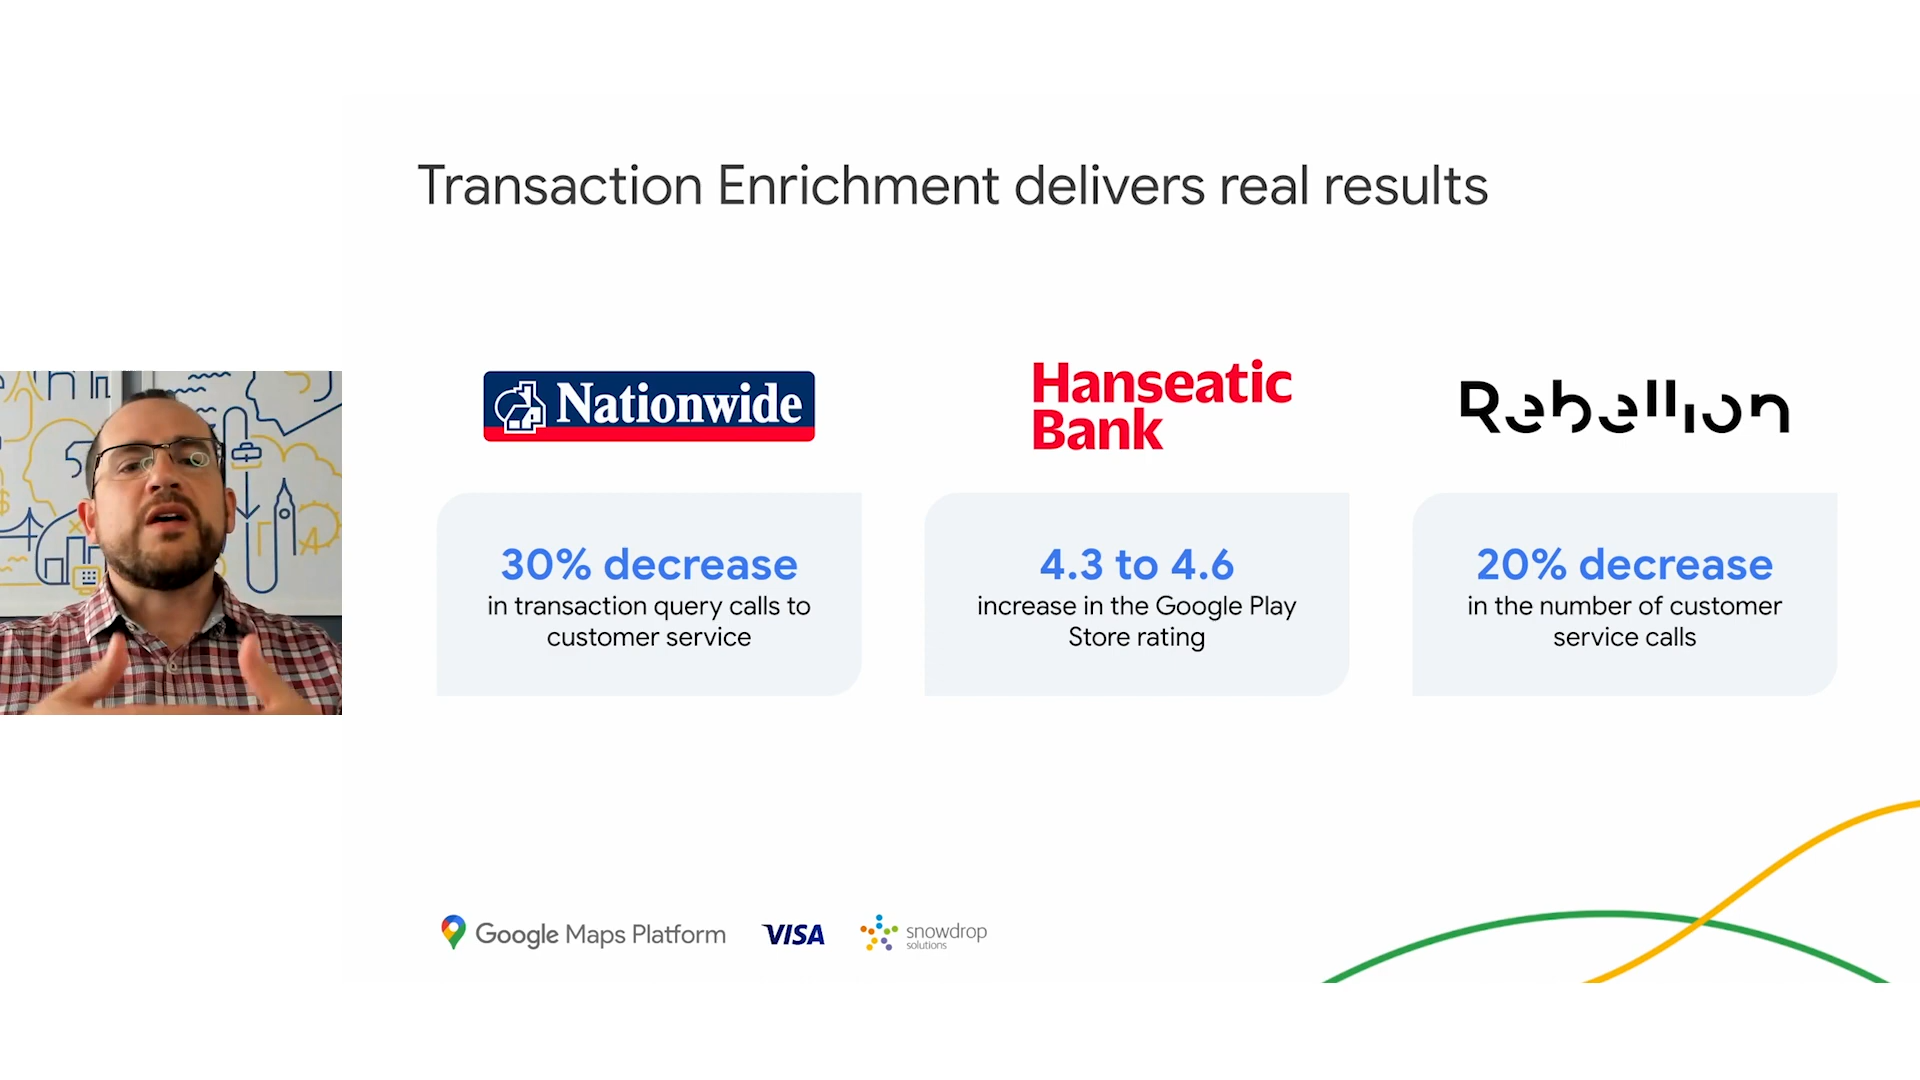 Transaction Enrichment delivers real results
Nationwide
Hanseatic
Bank
Rebellion
30% decrease
in transaction query calls to
customer service
4.3 to 4.6
increase in the Google Play
Store rating
20% decrease
in the number of customer
service calls
Google Maps Platform
VISA
snowdrop
solutions